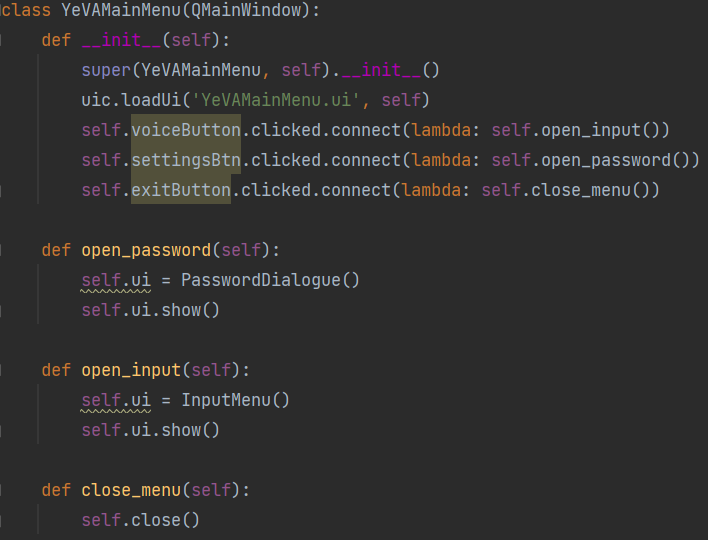 class YeVAMainMenu(QMainWindow):
    def __init__(self):
        super(YeVAMainMenu, self).__init__()
        uic.loadUi('YeVAMainMenu.ui', self)
        self.voiceButton.clicked.connect(lambda: self.open_input())
        self.settingsBtn.clicked.connect(lambda: self.open_password())
        self.exitButton.clicked.connect(lambda: self.close_menu())
    def open_password(self):
        self.ui = PasswordDialogue()
        self.ui.show()
    def open_input(self):
        self.ui = InputMenu()
        self.ui.show()
    def close_menu(self):
        self.close()